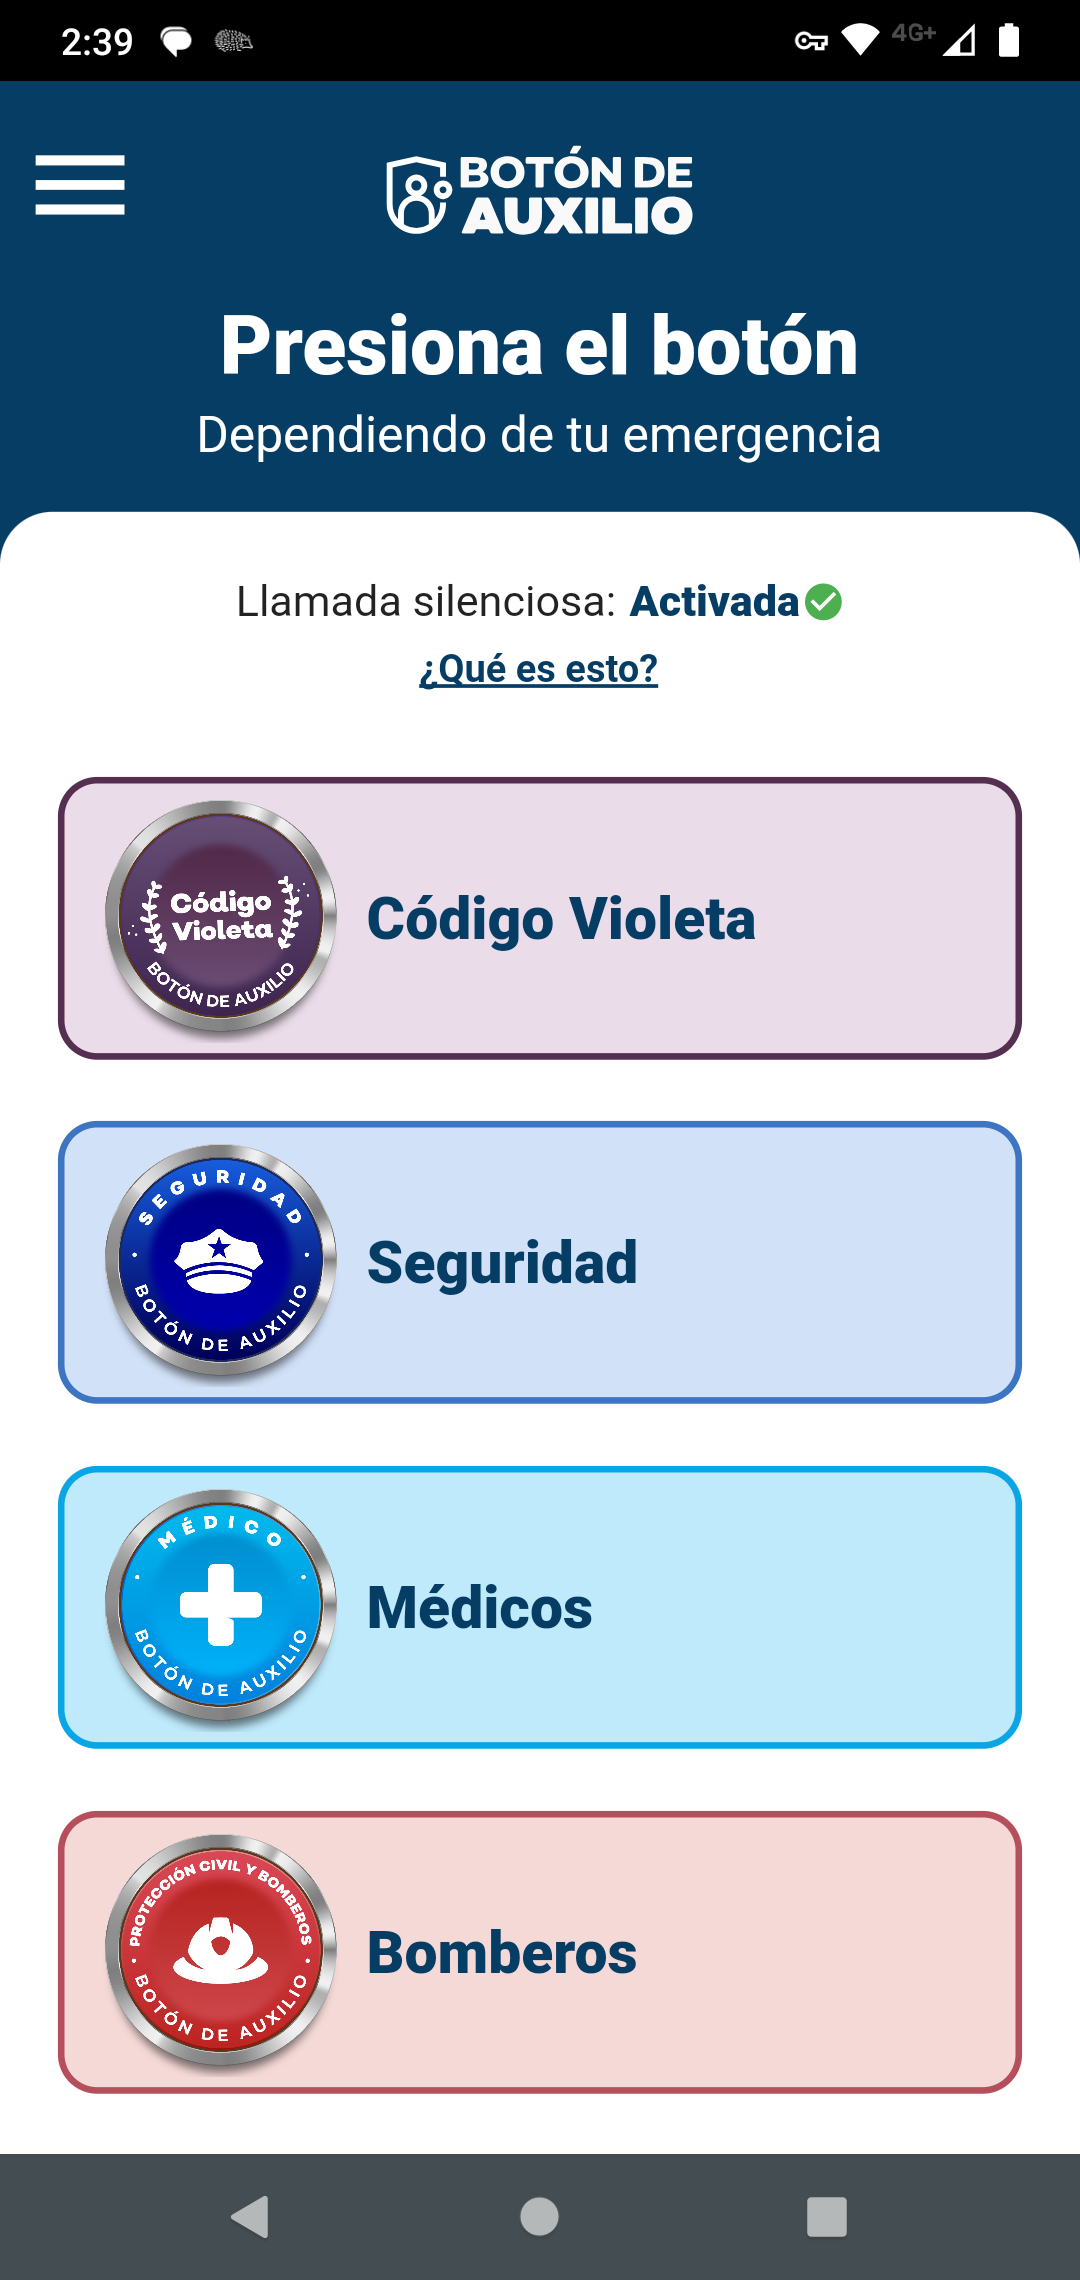 2:39
4G+
BOTÓN DE
AUXILIO
Presiona el botón
Dependiendo de tu emergencia
Llamada silenciosa: Activada
¿Qué es esto?
Código
Violeta
BOTÓN DE AUXILIO
Código Violeta
SEGURIDAD
BOTÓN DE AUXILIO
Seguridad
MÉDICO
BOTÓN DE AUXILIO
Médicos
PROTECCIÓN CIVIL Y BOMBEROS
BOTÓN DE AUXILIO
Bomberos